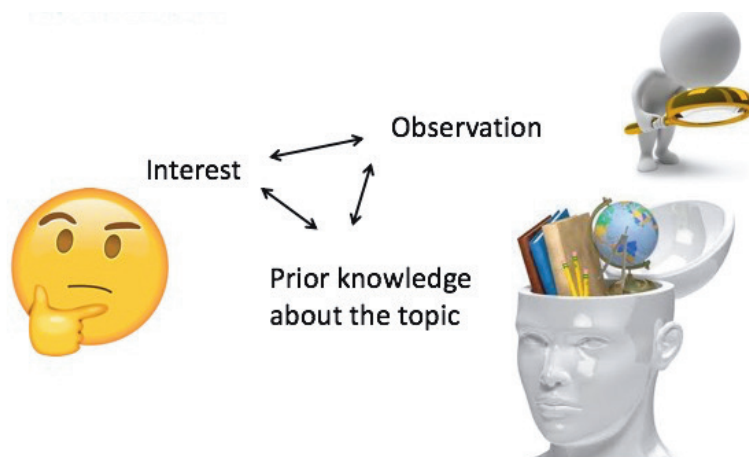 Observation
Interest
Prior knowledge
about the topic